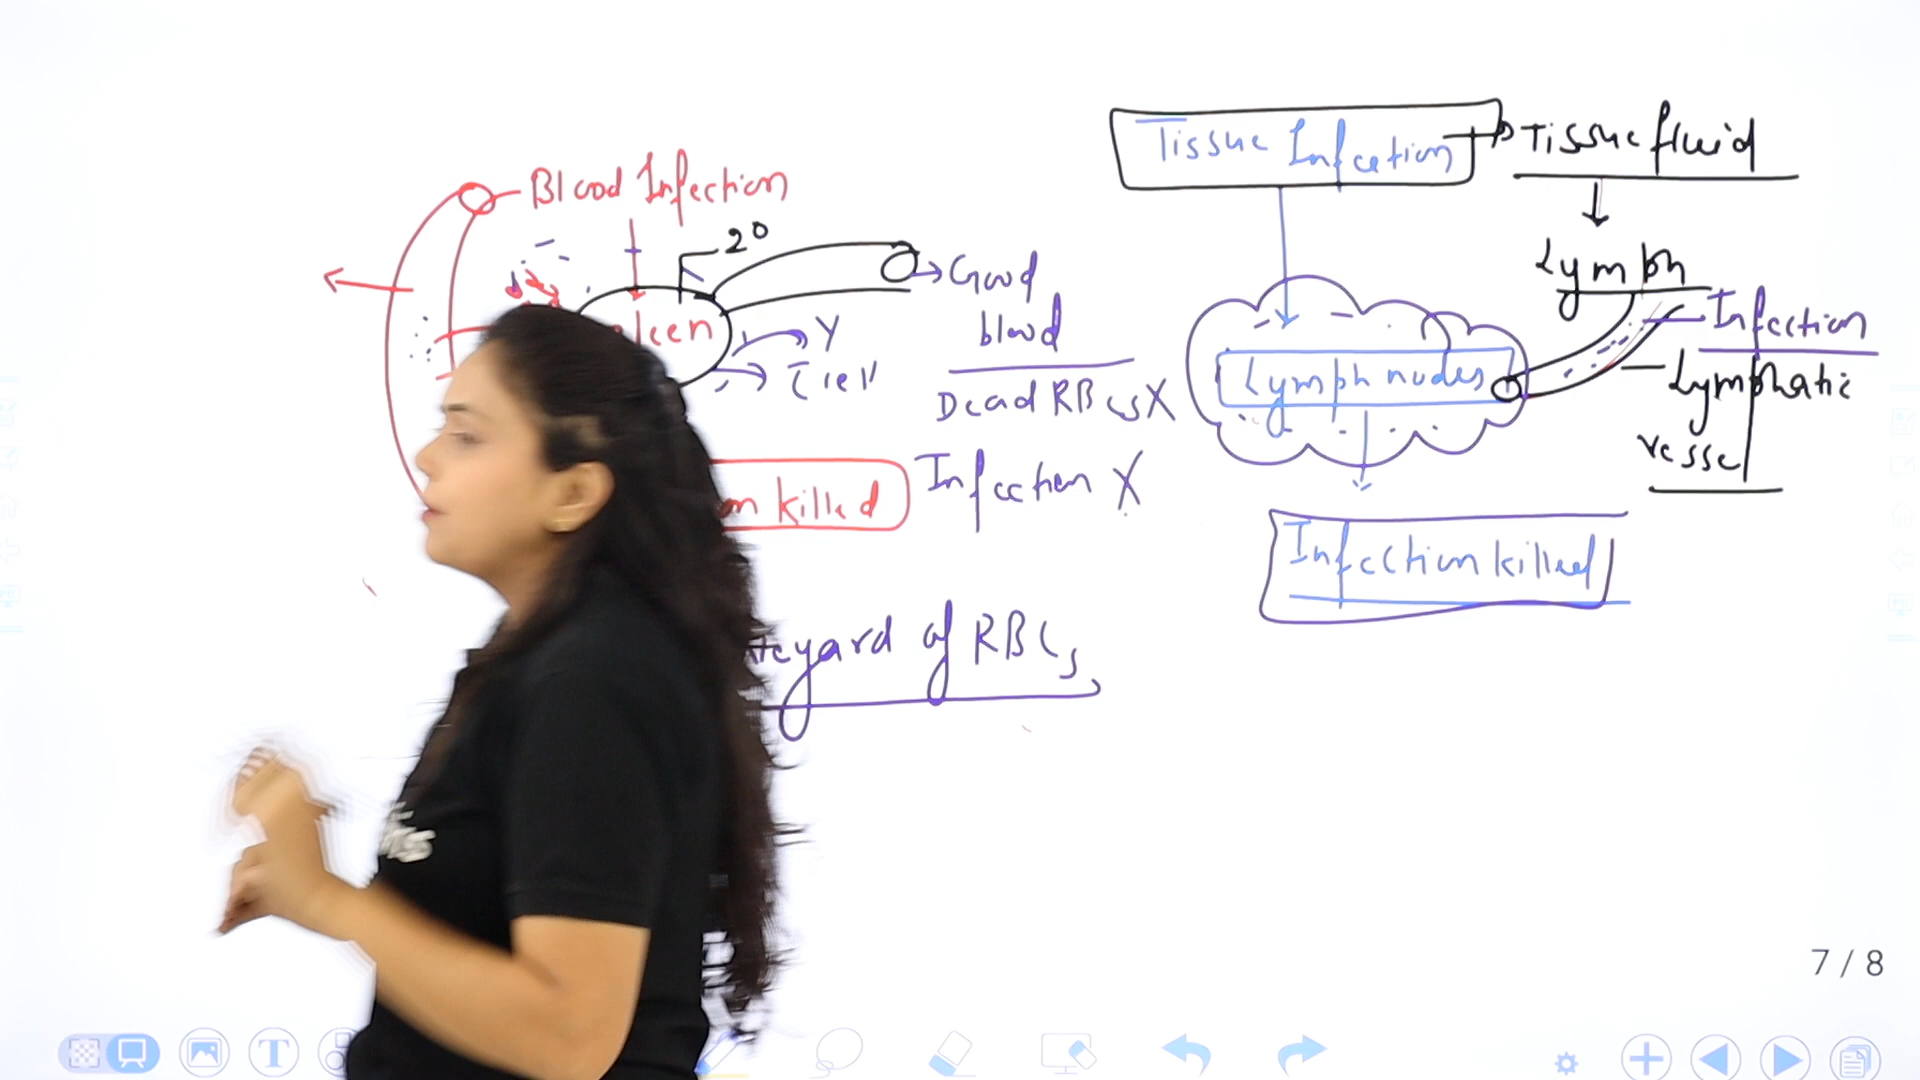 Blood Infection
2°
Good
blood
Y
T cell
Dead RBCs X
killed
Infection X
of RBCs
Tissue Infection
Tissue fluid
Lymph
Infection
Lymph nodes
Lymphatic
vessel
Infection killed
7 / 8
T